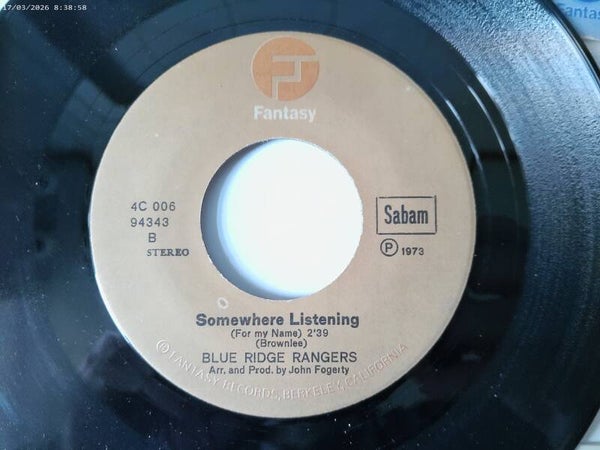 17/03/2026 8:38:58
Fantasy
Fantasy
4C 006
94343
B
STEREO
Sabam
P 1973
Somewhere Listening
(For my Name) 2'39
(Brownlee)
BLUE RIDGE RANGERS
Arr. and Prod. by John Fogerty
© FANTASY RECORDS, BERKELEY CALIFORNIA